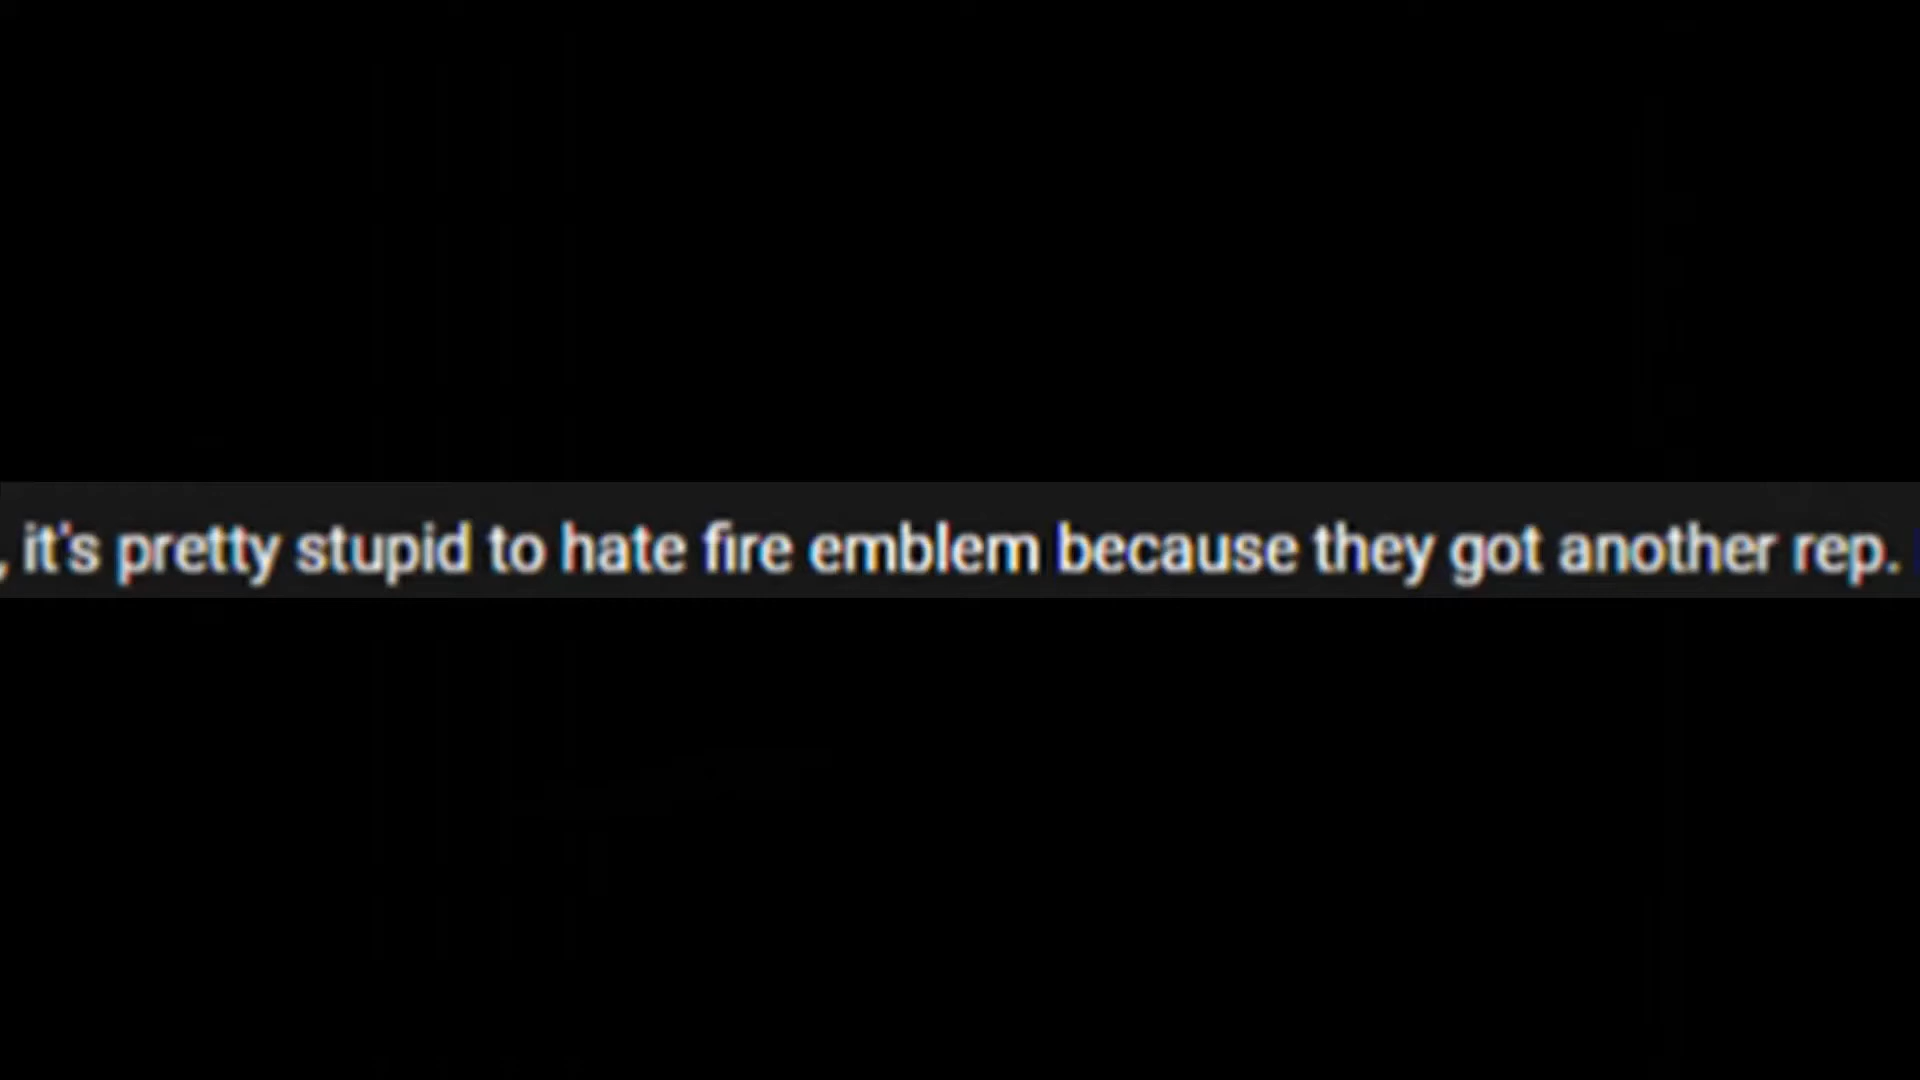 , it's pretty stupid to hate fire emblem because they got another rep.